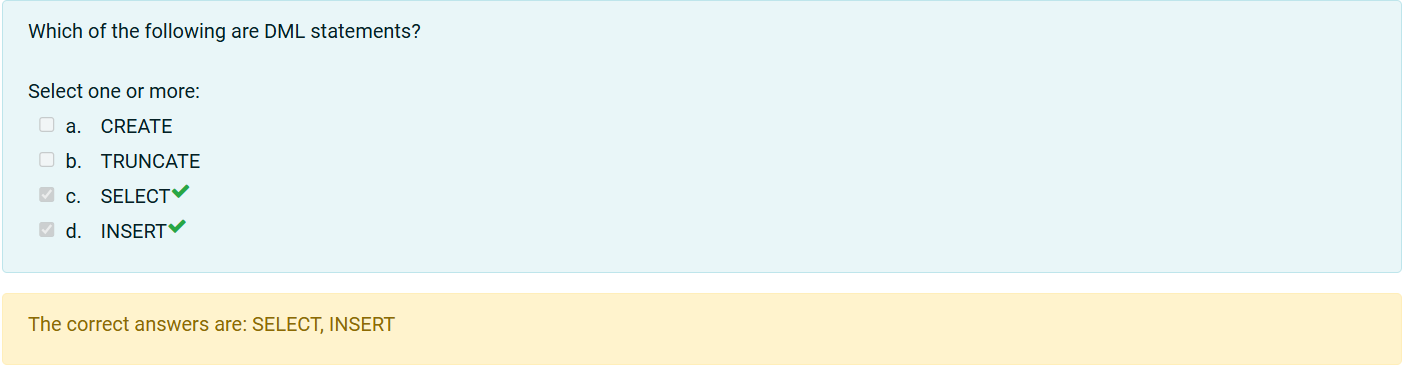 Which of the following are DML statements?
Select one or more:
a. CREATE
b. TRUNCATE
c. SELECT
d. INSERT
The correct answers are: SELECT, INSERT